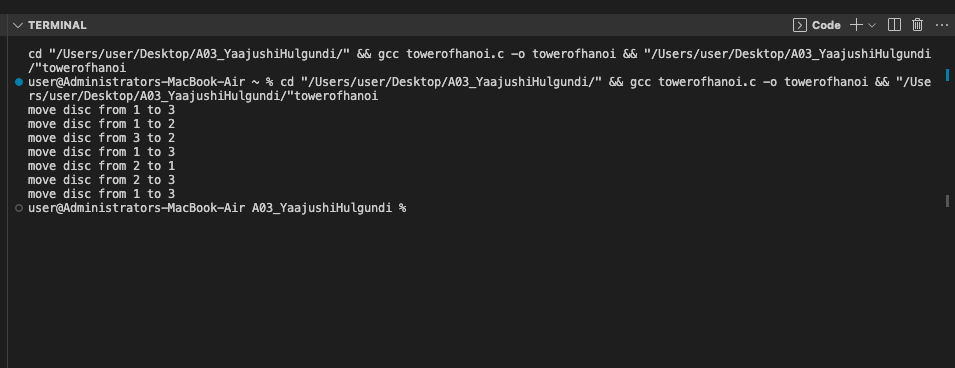 TERMINAL
Code
cd "/Users/user/Desktop/A03_YaajushiHulgundi/" && gcc towerofhanoi.c -o towerofhanoi && "/Users/user/Desktop/A03_YaajushiHulgundi
/"towerofhanoi
user@Administrators-MacBook-Air ~ % cd "/Users/user/Desktop/A03_YaajushiHulgundi/" && gcc towerofhanoi.c -o towerofhanoi && "/Use
rs/user/Desktop/A03_YaajushiHulgundi/"towerofhanoi
move disc from 1 to 3
move disc from 1 to 2
move disc from 3 to 2
move disc from 1 to 3
move disc from 2 to 1
move disc from 2 to 3
move disc from 1 to 3
user@Administrators-MacBook-Air A03_YaajushiHulgundi %